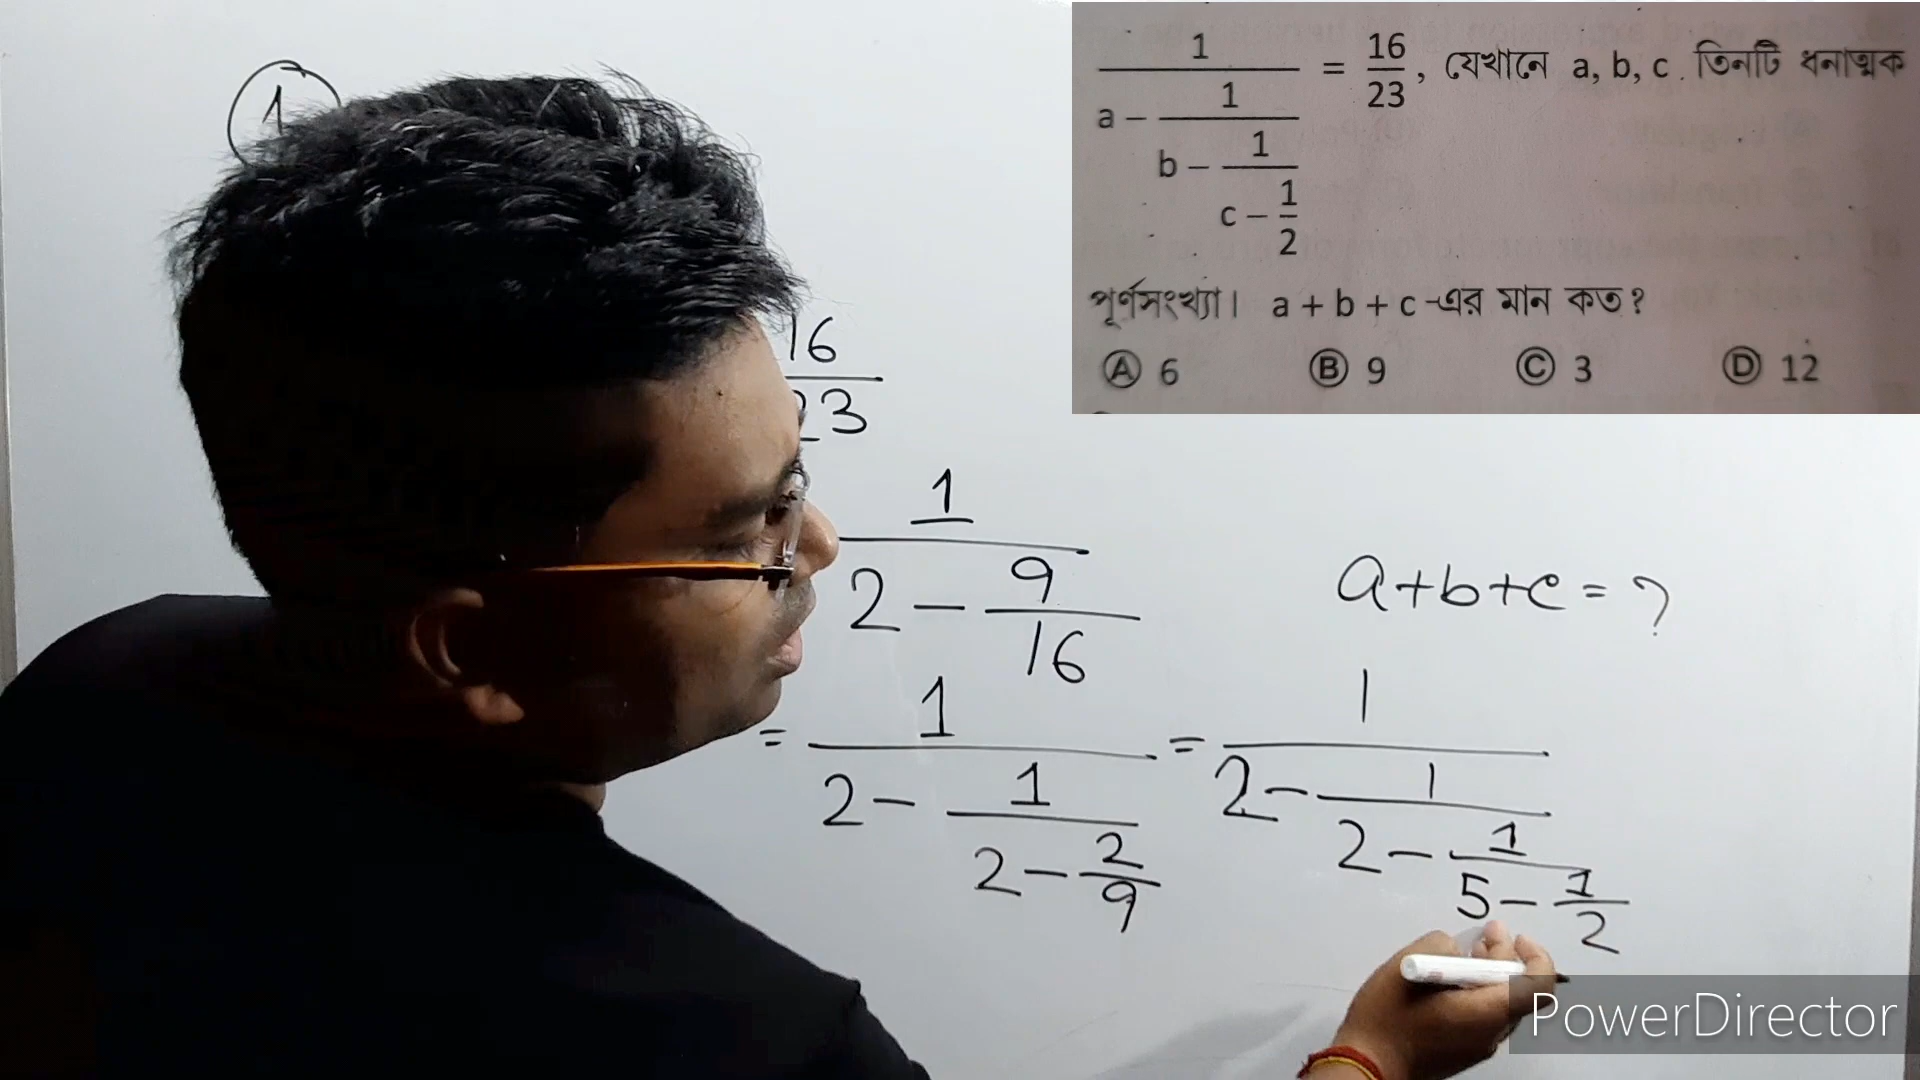 1/(a − 1/(b − 1/(c − 1/2))) = 16/23, যেখানে a, b, c তিনটি ধনাত্মক
পূর্ণসংখ্যা। a + b + c -এর মান কত?
Ⓐ 6 Ⓑ 9 Ⓒ 3 Ⓓ 12
1
16/23
1/(2 − 9/16)
a+b+c = ?
= 1/(2 − 1/(2 − 2/9)) = 1/(2 − 1/(2 − 1/(5 − 1/2)))
PowerDirector